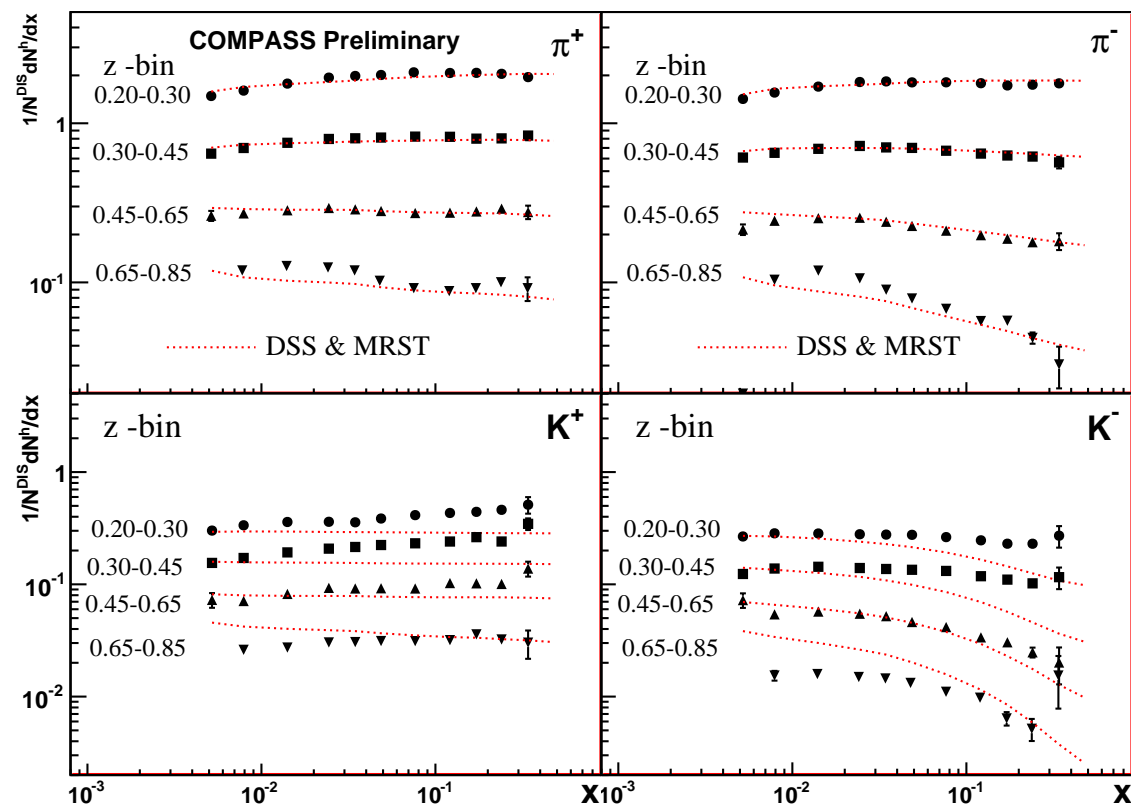 COMPASS Preliminary
π+
z -bin
0.20-0.30
0.30-0.45
0.45-0.65
0.65-0.85
DSS & MRST
1/N^DIS dN^h/dx
1
10^-1
π-
0.20-0.30
0.30-0.45
0.45-0.65
0.65-0.85
DSS & MRST
K+
z -bin
0.20-0.30
0.30-0.45
0.45-0.65
0.65-0.85
1/N^DIS dN^h/dx
1
10^-1
10^-2
K-
z -bin
0.20-0.30
0.30-0.45
0.45-0.65
0.65-0.85
10^-3
10^-2
10^-1
x
10^-3
10^-2
10^-1
x